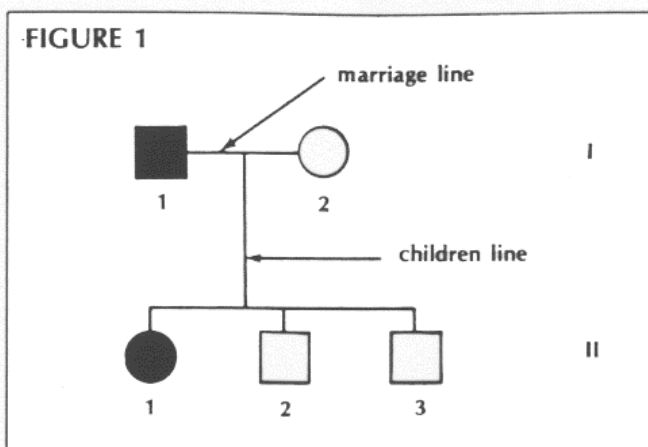 FIGURE 1
marriage line
I
1 2
children line
II
1 2 3